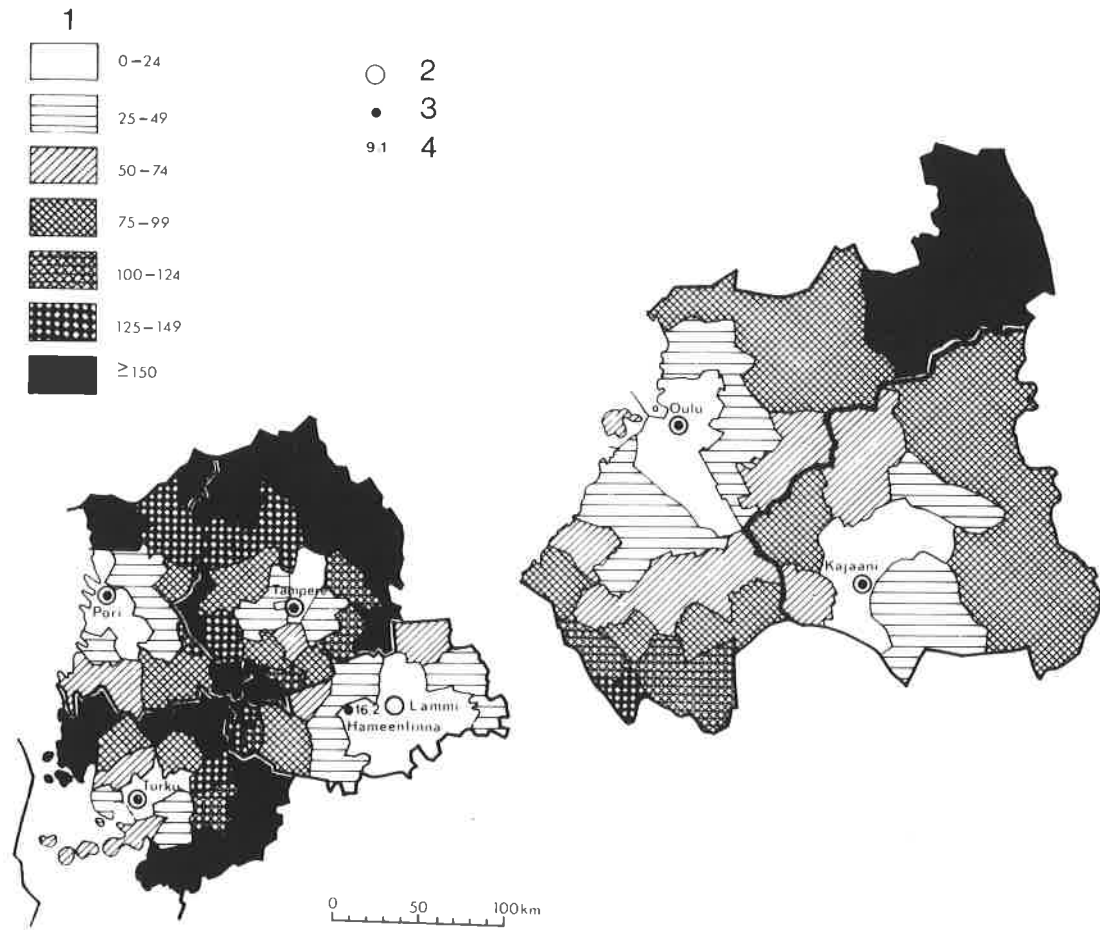 1
0-24
25-49
50-74
75-99
100-124
125-149
≥150
2
3
9.1 4
Oulu
Kajaani
Tampere
Pori
Lammi
16.2
Hameenlinna
Turku
0 50 100km